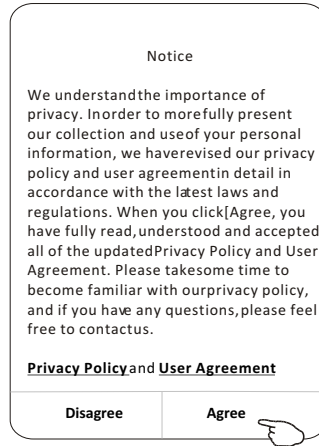 Notice
We understandthe importance of
privacy. Inorder to morefully present
our collection and useof your personal
information, we haverevised our privacy
policy and user agreementin detail in
accordance with the latest laws and
regulations. When you click[Agree, you
have fully read,understood and accepted
all of the updatedPrivacy Policy and User
Agreement. Please takesome time to
become familiar with ourprivacy policy,
and if you have any questions,please feel
free to contactus.
Privacy Policy and User Agreement
Disagree Agree